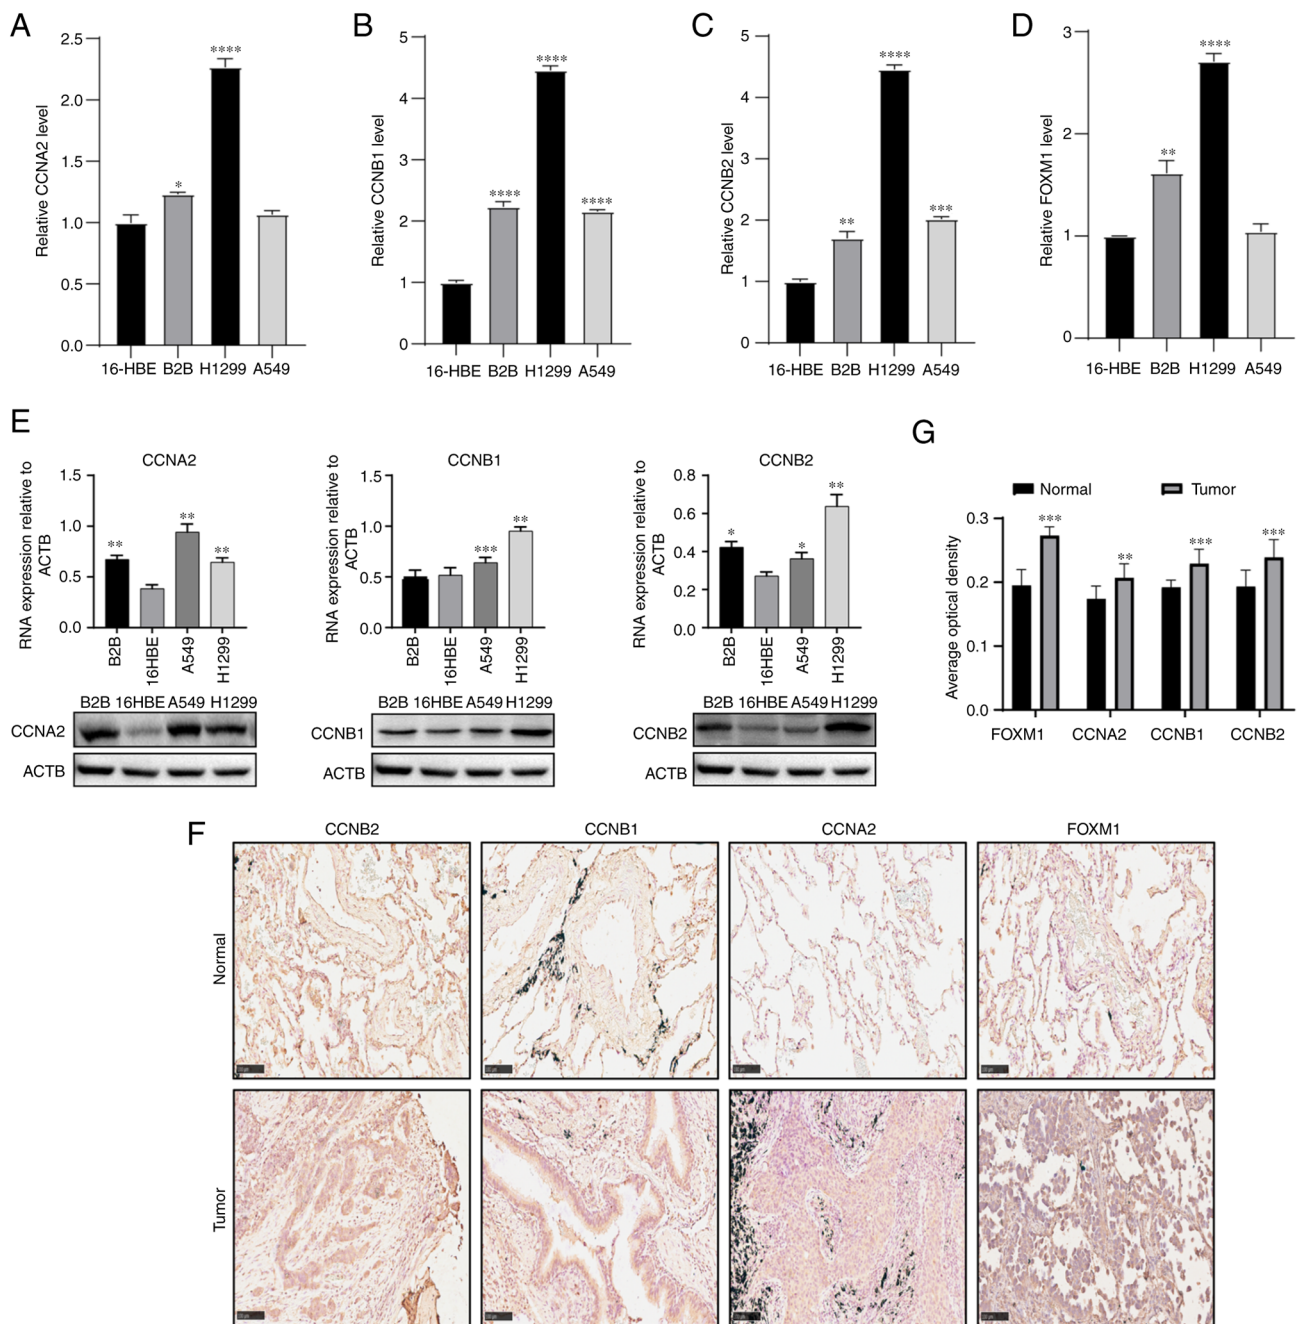 A
Relative CCNA2 level
2.5
2.0
1.5
1.0
0.5
0.0
*
****
16-HBE B2B H1299 A549
B
Relative CCNB1 level
5
4
3
2
1
0
****
****
****
16-HBE B2B H1299 A549
C
Relative CCNB2 level
5
4
3
2
1
0
**
****
***
16-HBE B2B H1299 A549
D
Relative FOXM1 level
3
2
1
0
**
****
16-HBE B2B H1299 A549
E
CCNA2
RNA expression relative to
ACTB
1.5
1.0
0.5
0.0
**
**
**
B2B
16HBE
A549
H1299
B2B 16HBE A549 H1299
CCNA2
ACTB
CCNB1
RNA expression relative to
ACTB
1.5
1.0
0.5
0.0
***
**
B2B
16HBE
A549
H1299
B2B 16HBE A549 H1299
CCNB1
ACTB
CCNB2
RNA expression relative to
ACTB
0.8
0.6
0.4
0.2
0.0
*
*
**
B2B
16HBE
A549
H1299
B2B 16HBE A549 H1299
CCNB2
ACTB
G
Normal Tumor
Average optical density
0.3
0.2
0.1
0.0
***
**
***
***
FOXM1 CCNA2 CCNB1 CCNB2
F
CCNB2 CCNB1 CCNA2 FOXM1
Normal
Tumor